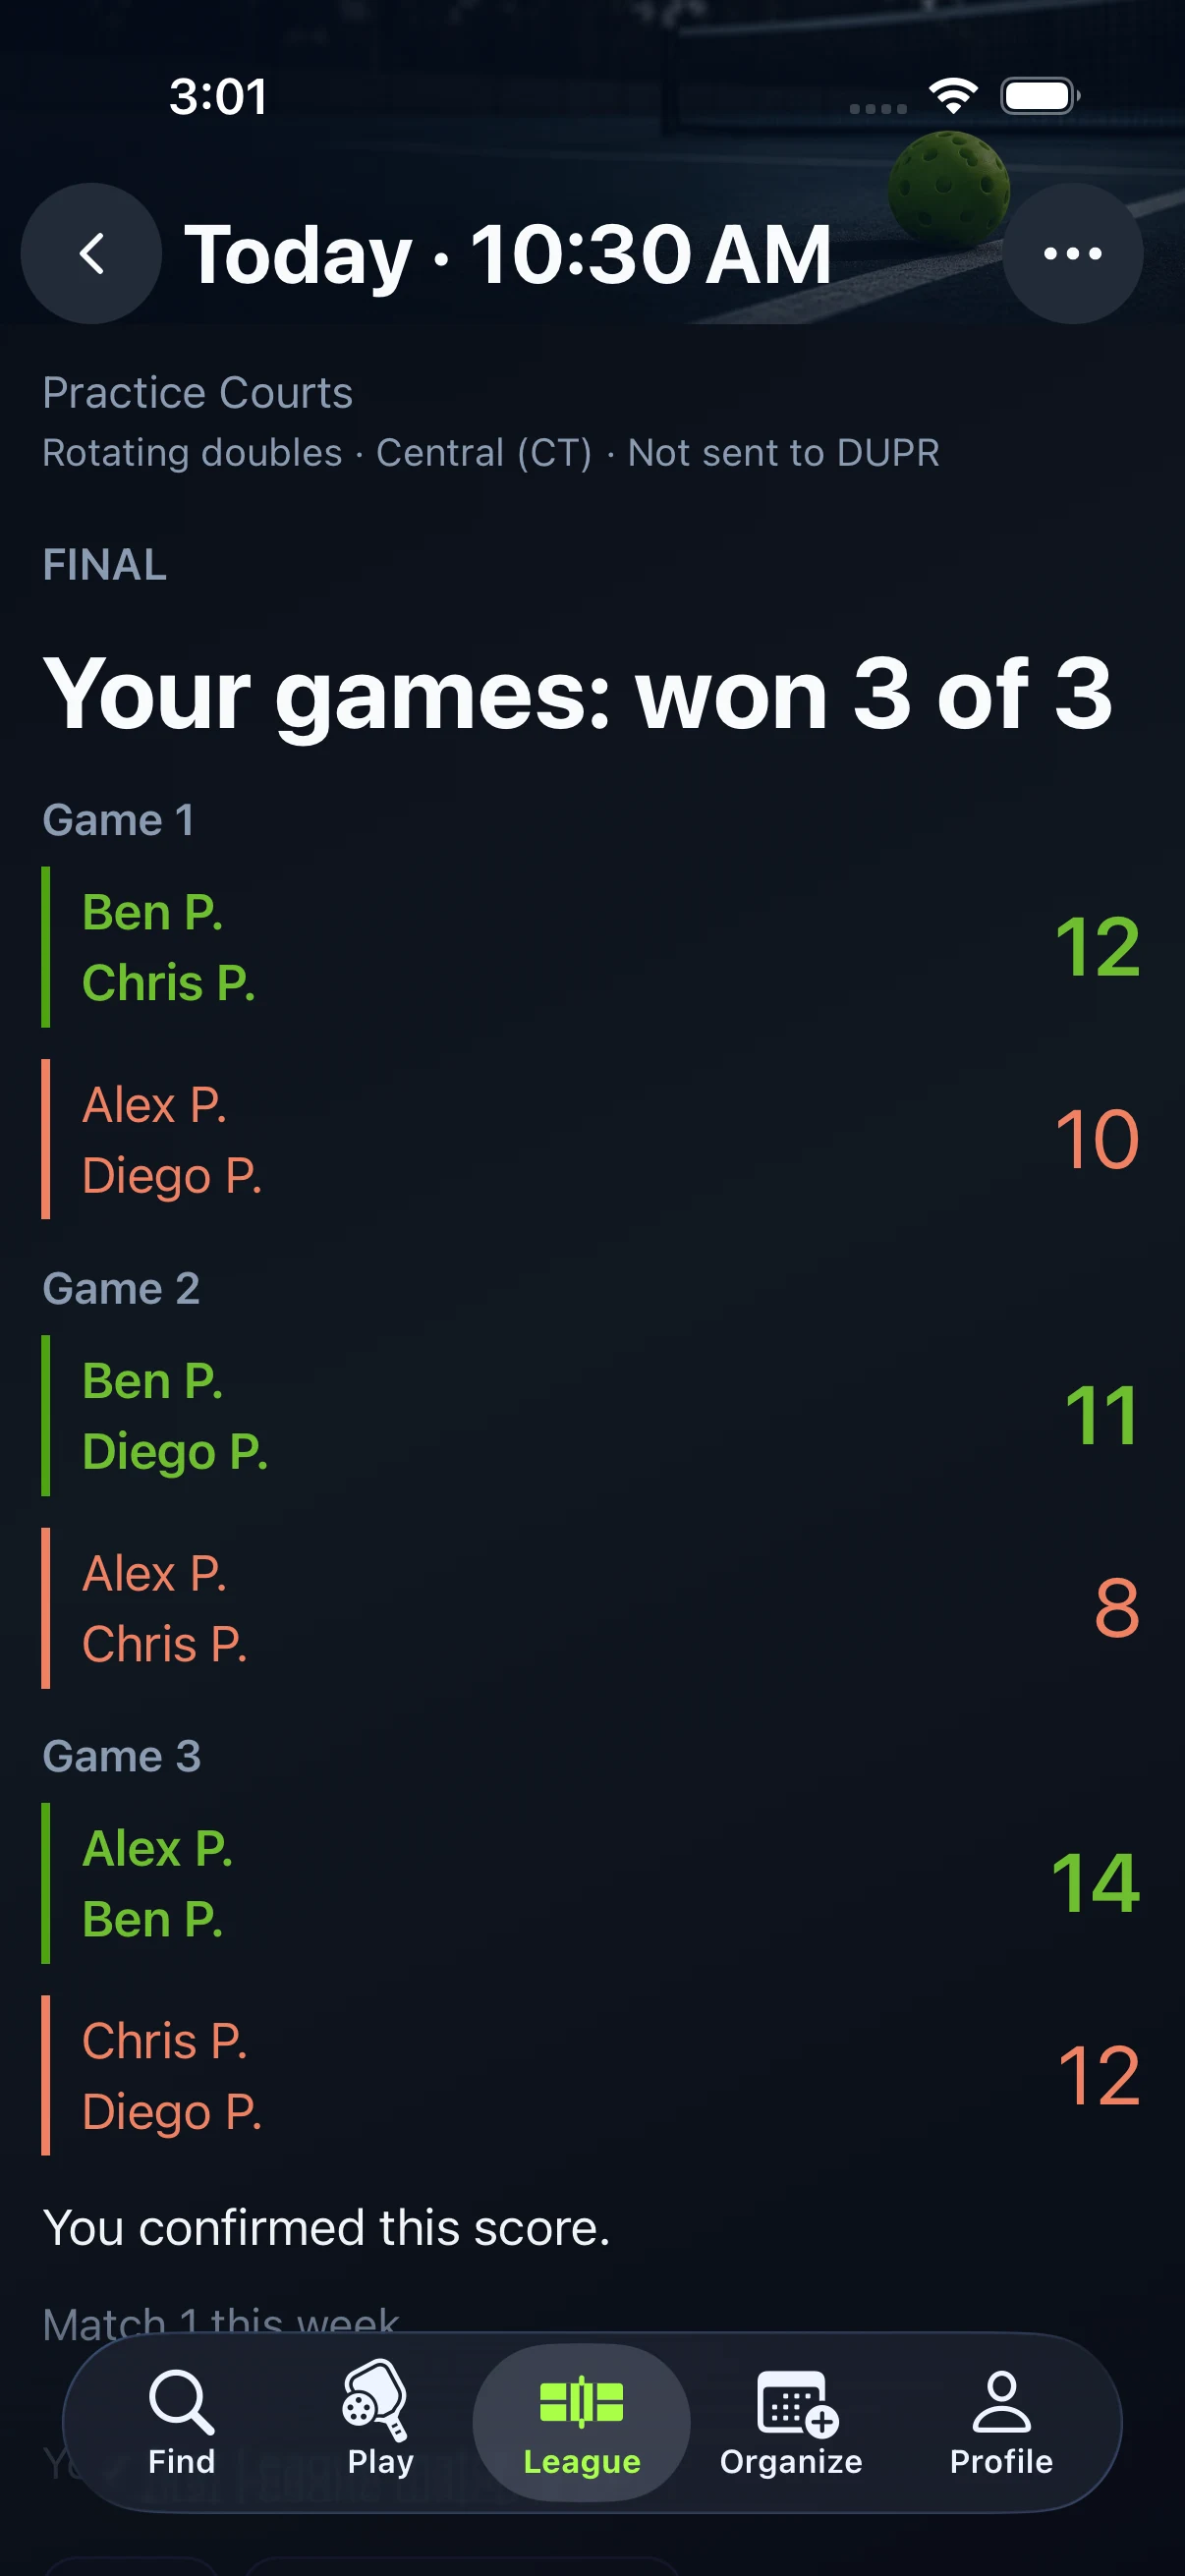 3:01
Today · 10:30 AM
Practice Courts
Rotating doubles · Central (CT) · Not sent to DUPR
FINAL
Your games: won 3 of 3
Game 1
Ben P.
Chris P.
12
Alex P.
Diego P.
10
Game 2
Ben P.
Diego P.
11
Alex P.
Chris P.
8
Game 3
Alex P.
Ben P.
14
Chris P.
Diego P.
12
You confirmed this score.
Match 1 this week
Find
Play
League
Organize
Profile